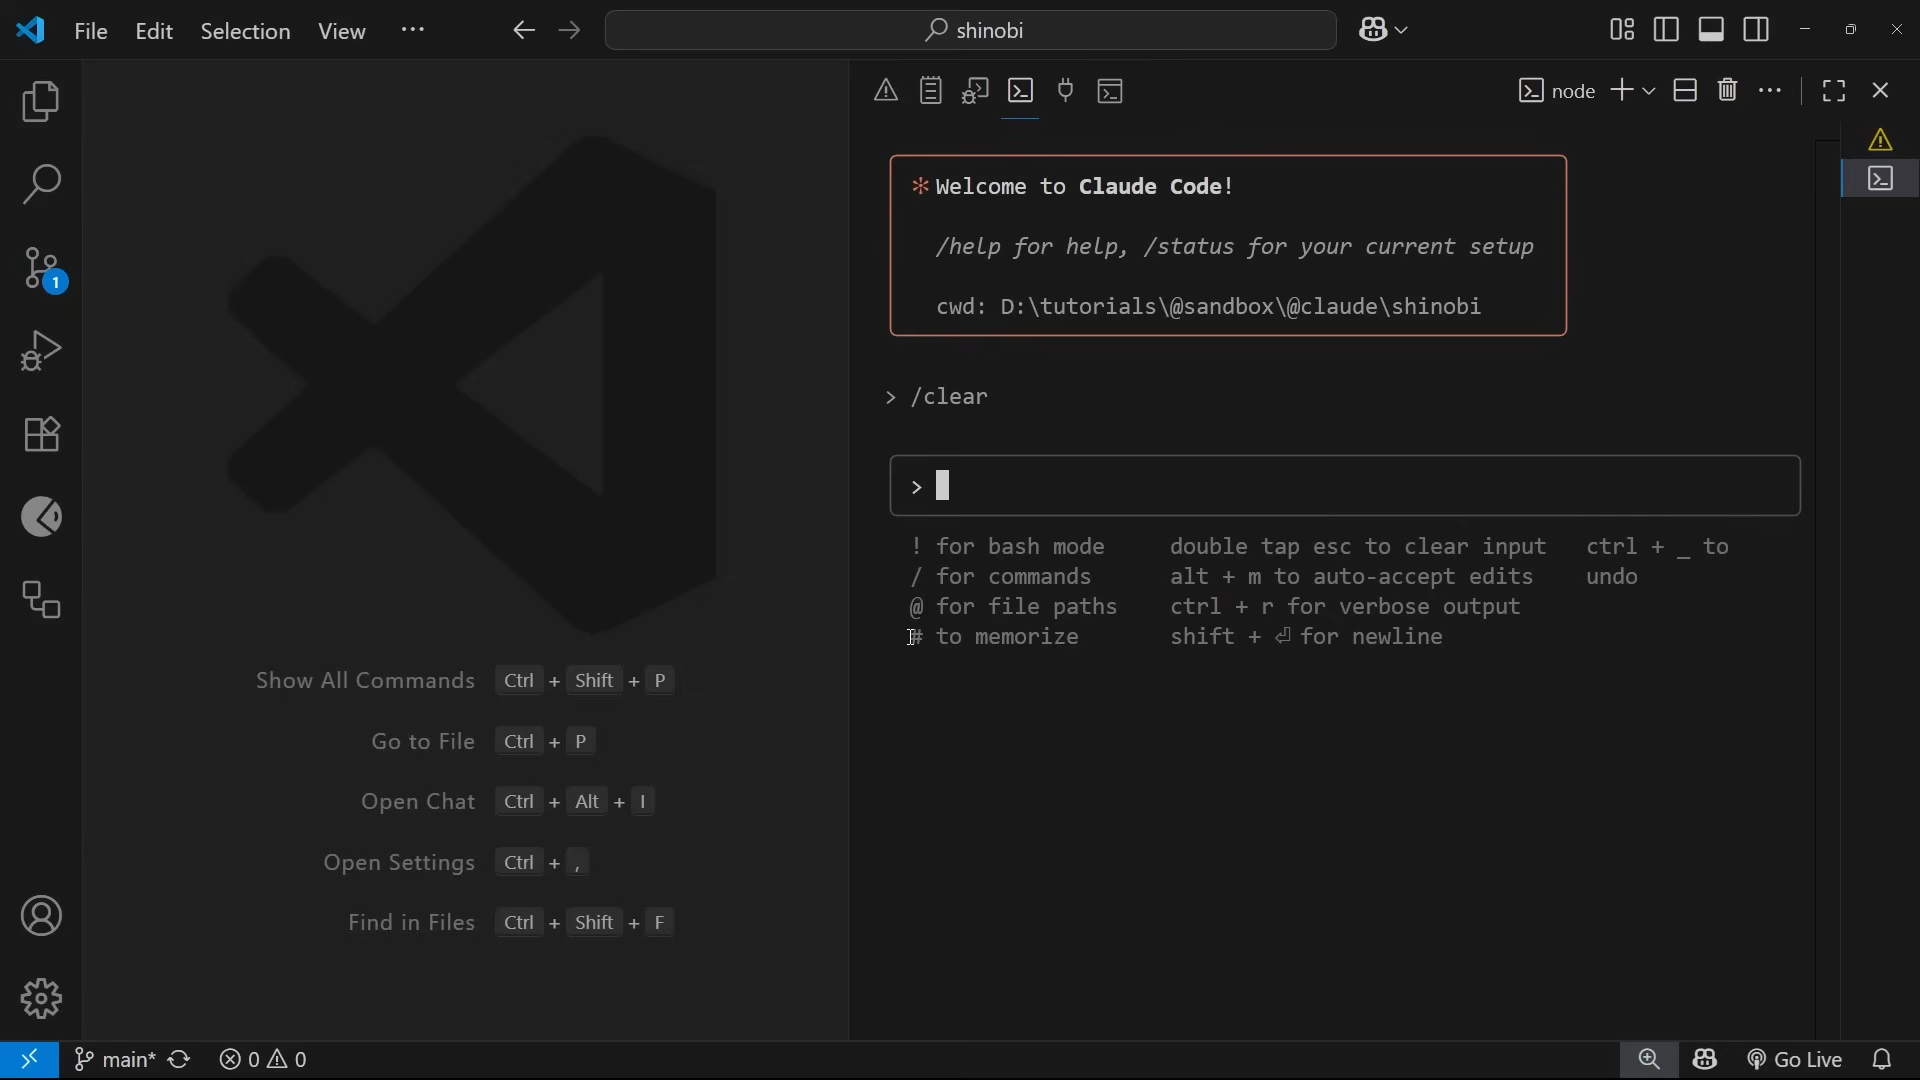 File Edit Selection View ··· shinobi
node
✻ Welcome to Claude Code!
/help for help, /status for your current setup
cwd: D:\tutorials\@sandbox\@claude\shinobi
> /clear
>
! for bash mode double tap esc to clear input ctrl + _ to
/ for commands alt + m to auto-accept edits undo
@ for file paths ctrl + r for verbose output
# to memorize shift + ⏎ for newline
1
Show All Commands Ctrl + Shift + P
Go to File Ctrl + P
Open Chat Ctrl + Alt + I
Open Settings Ctrl + ,
Find in Files Ctrl + Shift + F
main* 0 0 Go Live